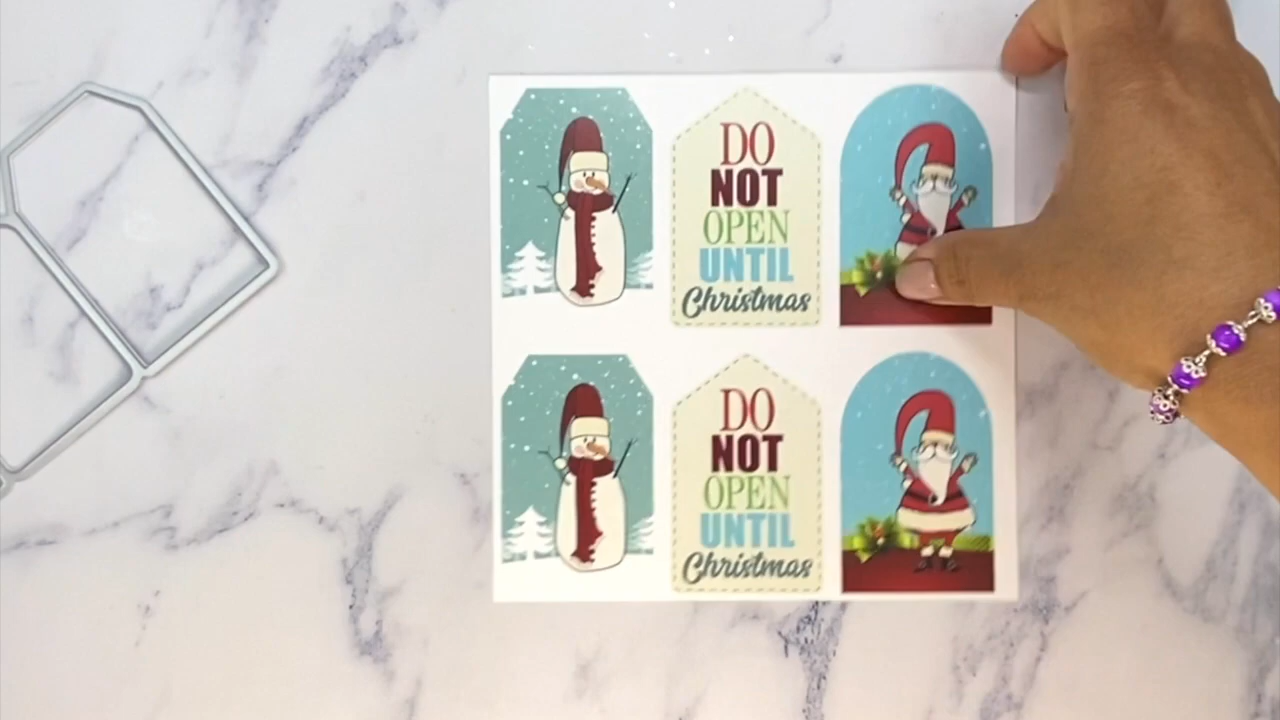 DO
NOT
OPEN
UNTIL
Christmas
DO
NOT
OPEN
UNTIL
Christmas